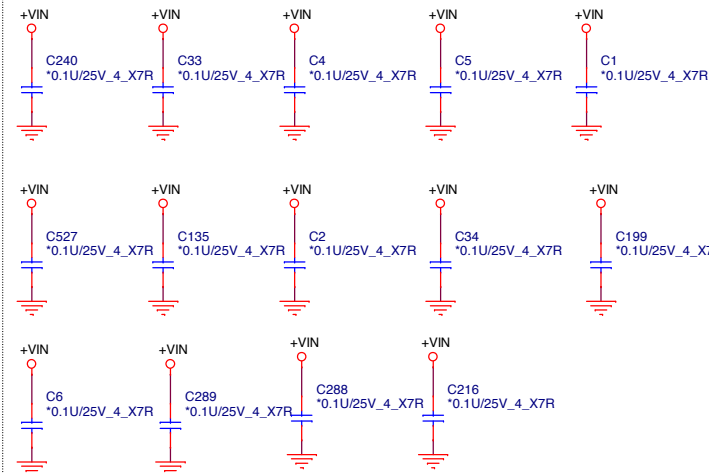 +VIN +VIN +VIN +VIN +VIN
C240 C33 C4 C5 C1
*0.1U/25V_4_X7R *0.1U/25V_4_X7R *0.1U/25V_4_X7R *0.1U/25V_4_X7R *0.1U/25V_4_X7R
+VIN +VIN +VIN +VIN +VIN
C527 C135 C2 C34 C199
*0.1U/25V_4_X7R *0.1U/25V_4_X7R *0.1U/25V_4_X7R *0.1U/25V_4_X7R *0.1U/25V_4_X7
+VIN +VIN +VIN +VIN
C6 C289 C288 C216
*0.1U/25V_4_X7R *0.1U/25V_4_X7R *0.1U/25V_4_X7R *0.1U/25V_4_X7R